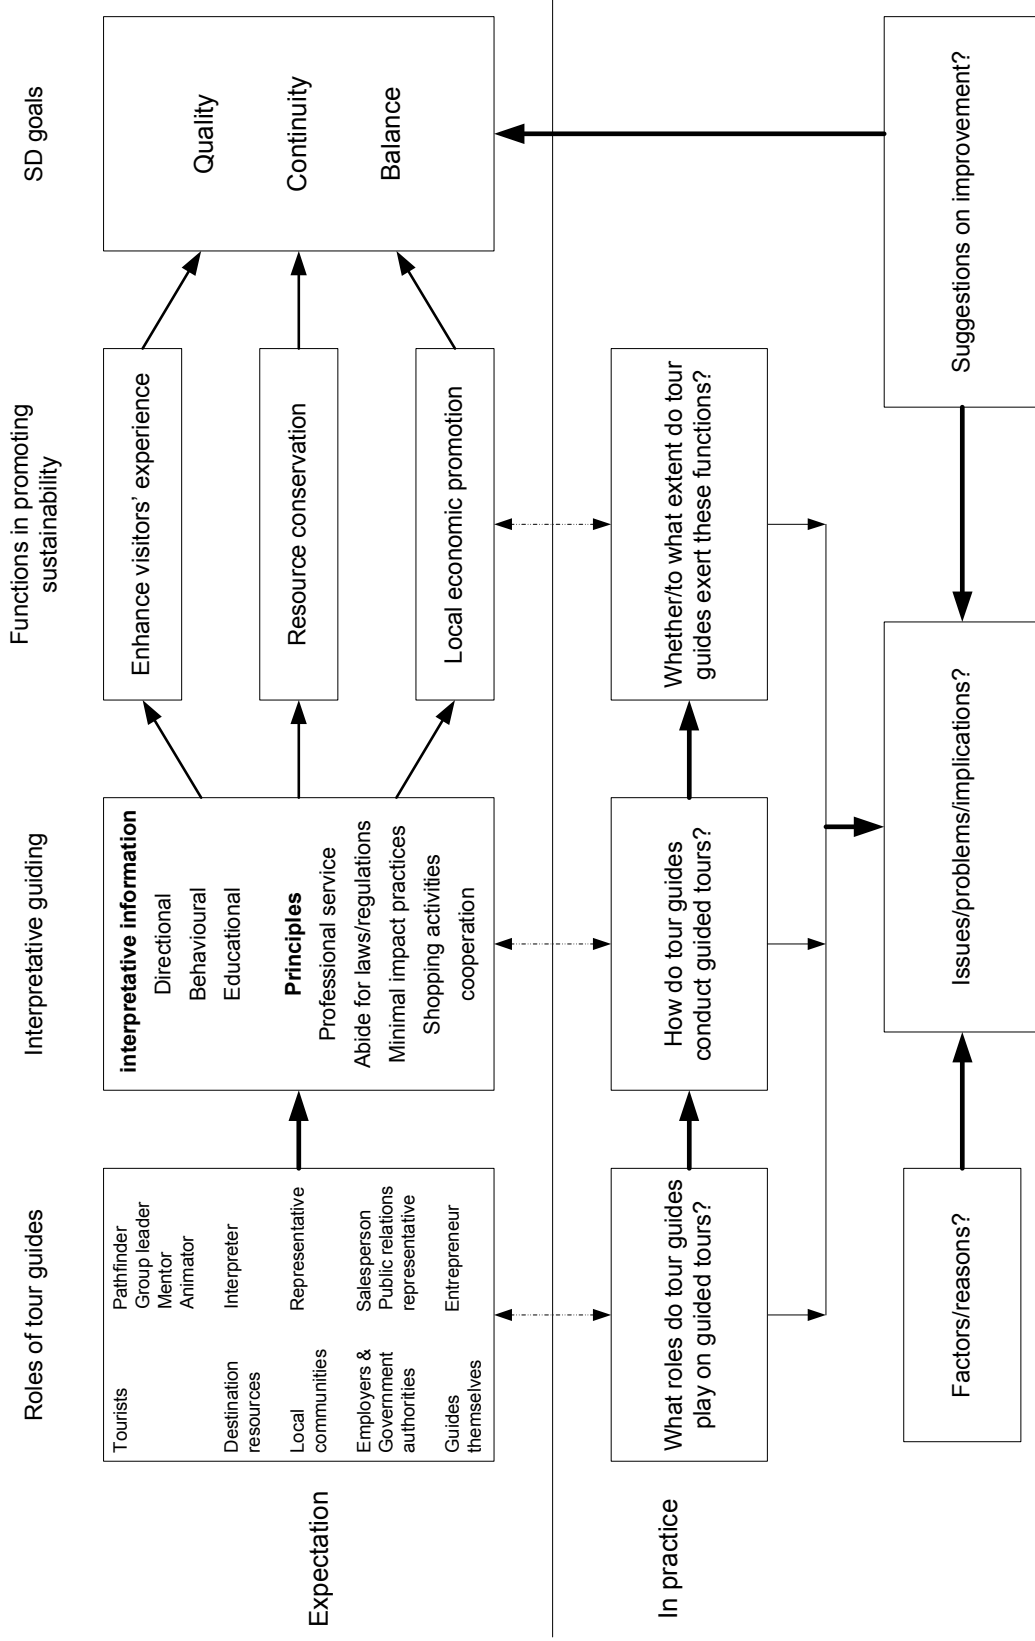 Roles of tour guides
Interpretative guiding
Functions in promoting
sustainability
SD goals
Expectation
Tourists
Pathfinder
Group leader
Mentor
Animator
Destination
resources
Interpreter
Local
communities
Representative
Employers &
Government
authorities
Salesperson
Public relations
representative
Guides
themselves
Entrepreneur
interpretative information
Directional
Behavioural
Educational
Principles
Professional service
Abide for laws/regulations
Minimal impact practices
Shopping activities
cooperation
Enhance visitors’ experience
Resource conservation
Local economic promotion
Quality
Continuity
Balance
In practice
What roles do tour guides
play on guided tours?
How do tour guides
conduct guided tours?
Whether/to what extent do tour
guides exert these functions?
Factors/reasons?
Issues/problems/implications?
Suggestions on improvement?